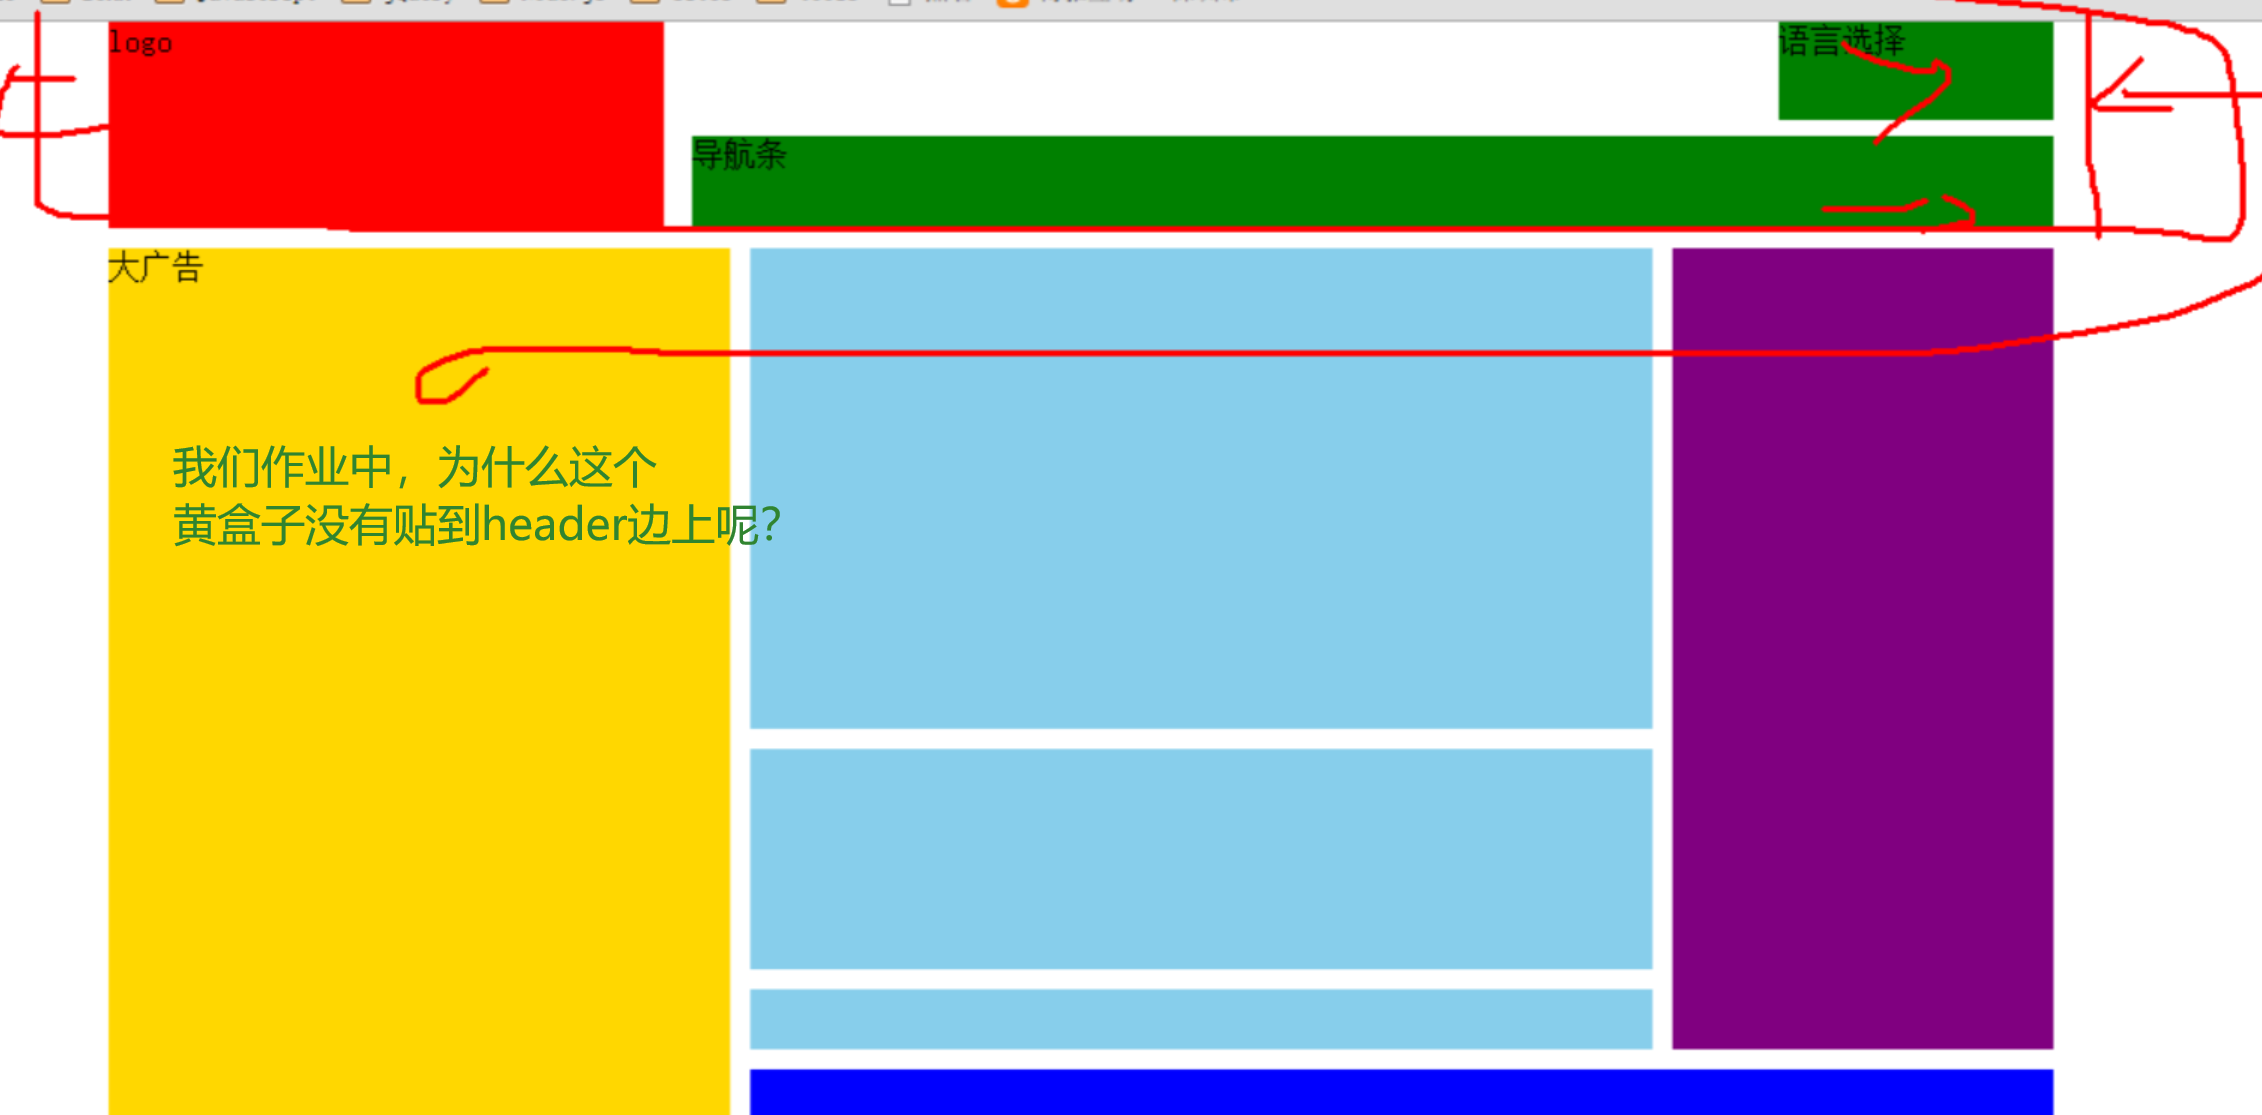 logo
语言选择
导航条
大广告
我们作业中，为什么这个
黄盒子没有贴到header边上呢？